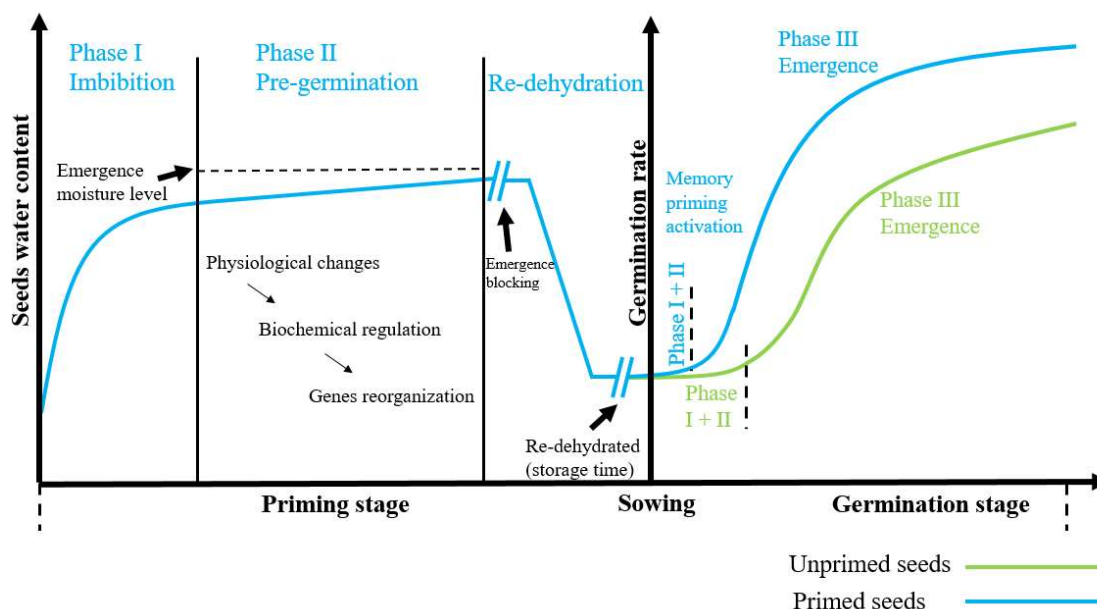 Phase I
Imbibition
Phase II
Pre-germination
Re-dehydration
Phase III
Emergence
Seeds water content
Emergence
moisture level
Physiological changes
Biochemical regulation
Genes reorganization
Emergence
blocking
Re-dehydrated
(storage time)
Germination rate
Memory
priming
activation
Phase I + II
Phase
I + II
Phase III
Emergence
Priming stage
Sowing
Germination stage
Unprimed seeds
Primed seeds